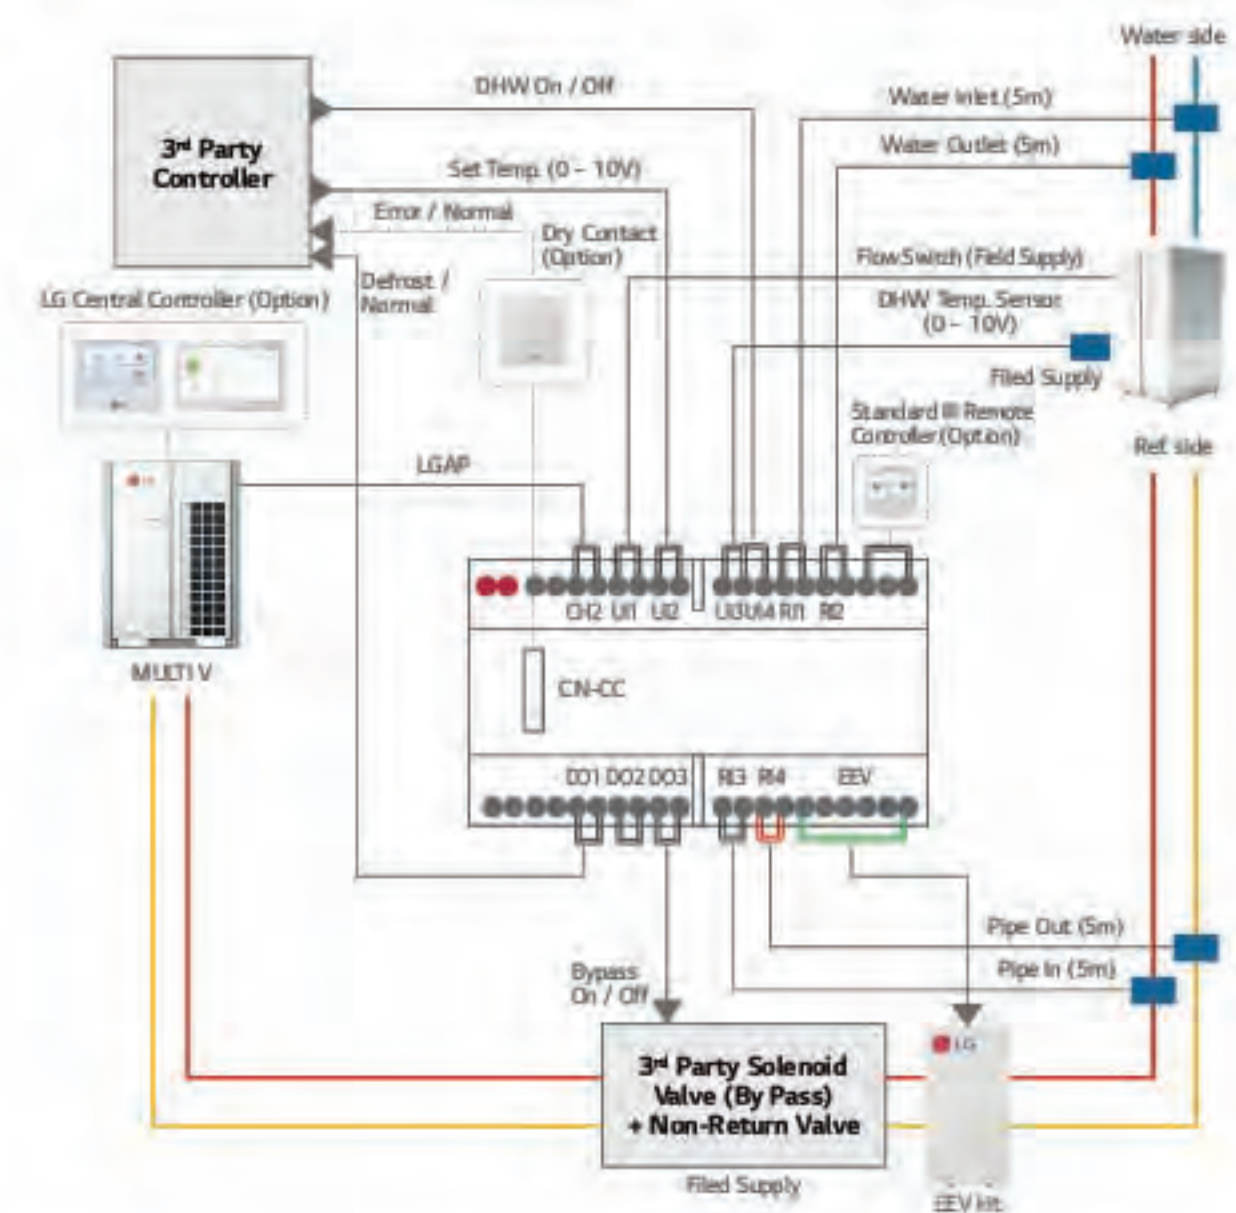 Water side
DHW On / Off
Water Inlet (5m)
3rd Party
Controller
Water Outlet (5m)
Set Temp. (0 – 10V)
Error / Normal
Dry Contact
(Option)
Flow Switch (Field Supply)
Defrost /
Normal
LG Central Controller (Option)
DHW Temp. Sensor
(0 – 10V)
Filed Supply
Standard III Remote
Controller (Option)
Ref. side
LGAP
LG
CH2 UI1 UI2 UI3 UI4 RI1 RI2
MULTI V
CN-CC
DO1 DO2 DO3 RI3 RI4 EEV
Pipe Out (5m)
Pipe In (5m)
Bypass
On / Off
LG
3rd Party Solenoid
Valve (By Pass)
+ Non-Return Valve
Filed Supply
EEV kit